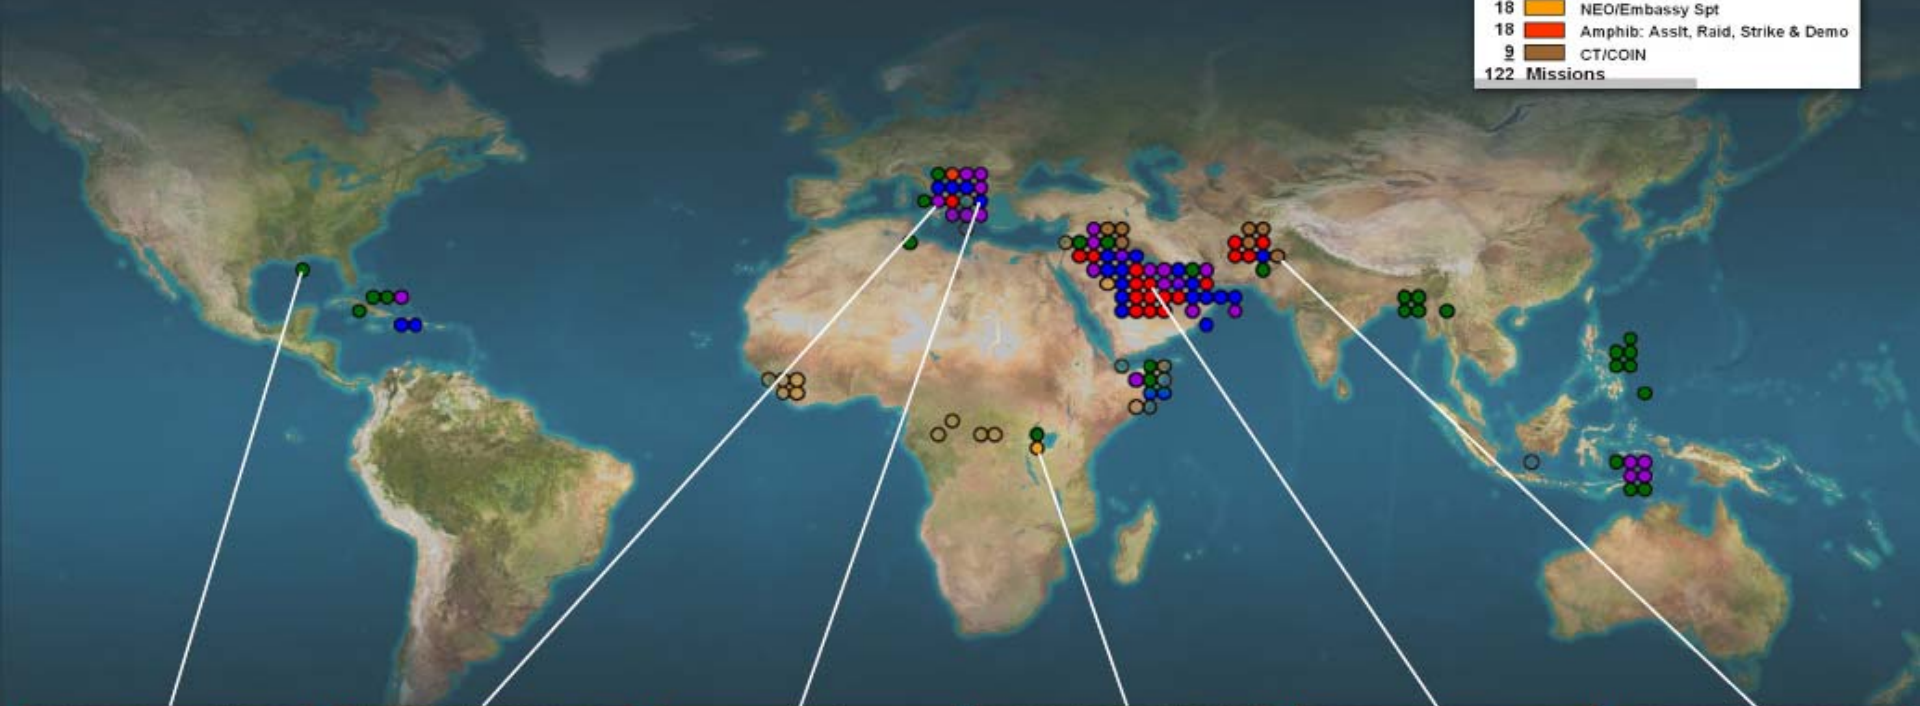 18 NEO/Embassy Spt
18 Amphib: Asslt, Raid, Strike & Demo
9 CT/COIN
122 Missions